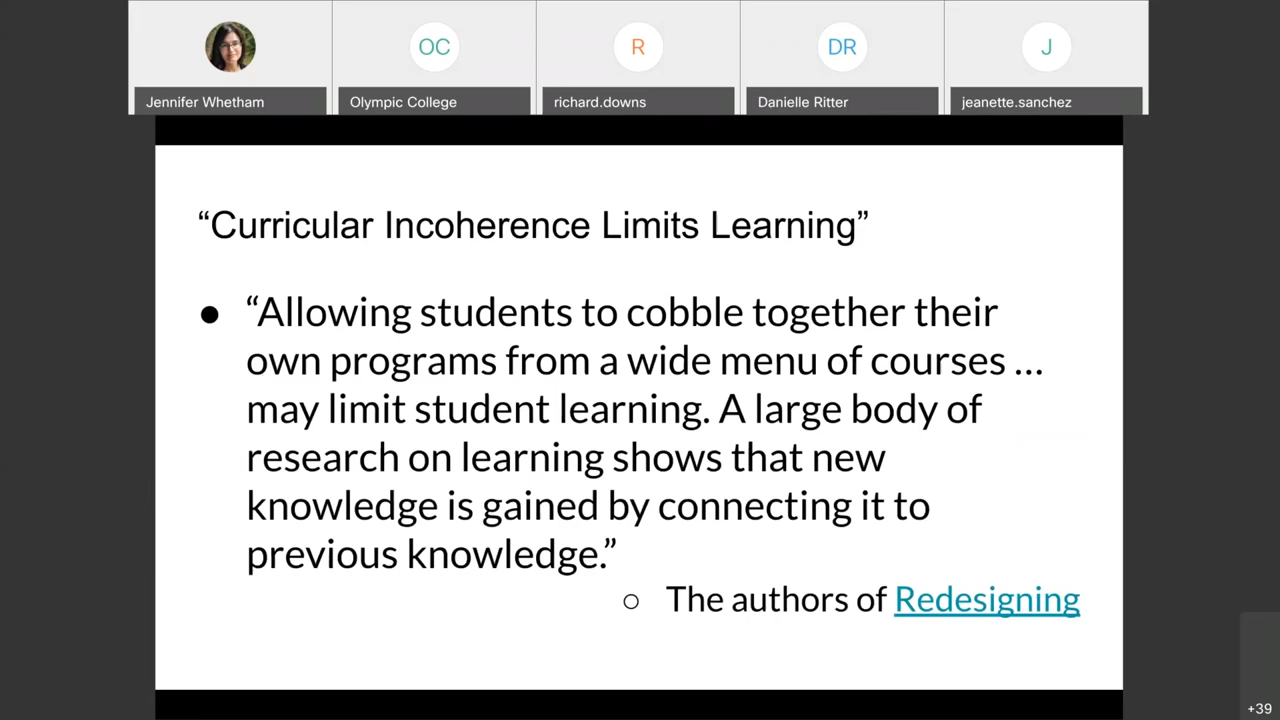 OC
R
DR
J
Jennifer Whetham
Olympic College
richard.downs
Danielle Ritter
jeanette.sanchez
“Curricular Incoherence Limits Learning”
● “Allowing students to cobble together their
own programs from a wide menu of courses ...
may limit student learning. A large body of
research on learning shows that new
knowledge is gained by connecting it to
previous knowledge.”
○ The authors of Redesigning
+39